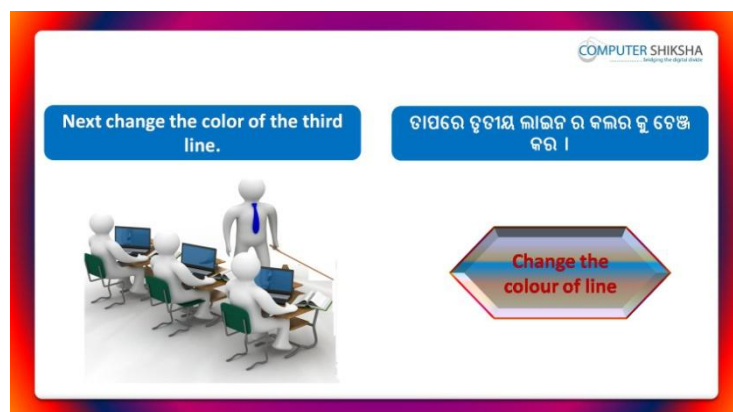 COMPUTER SHIKSHA
bridging the digital divide
Next change the color of the third
line.
ତାପରେ ତୃତୀୟ ଲାଇନ ର କଲର କୁ ଚେଞ୍ଜ
କର ।
Change the
colour of line